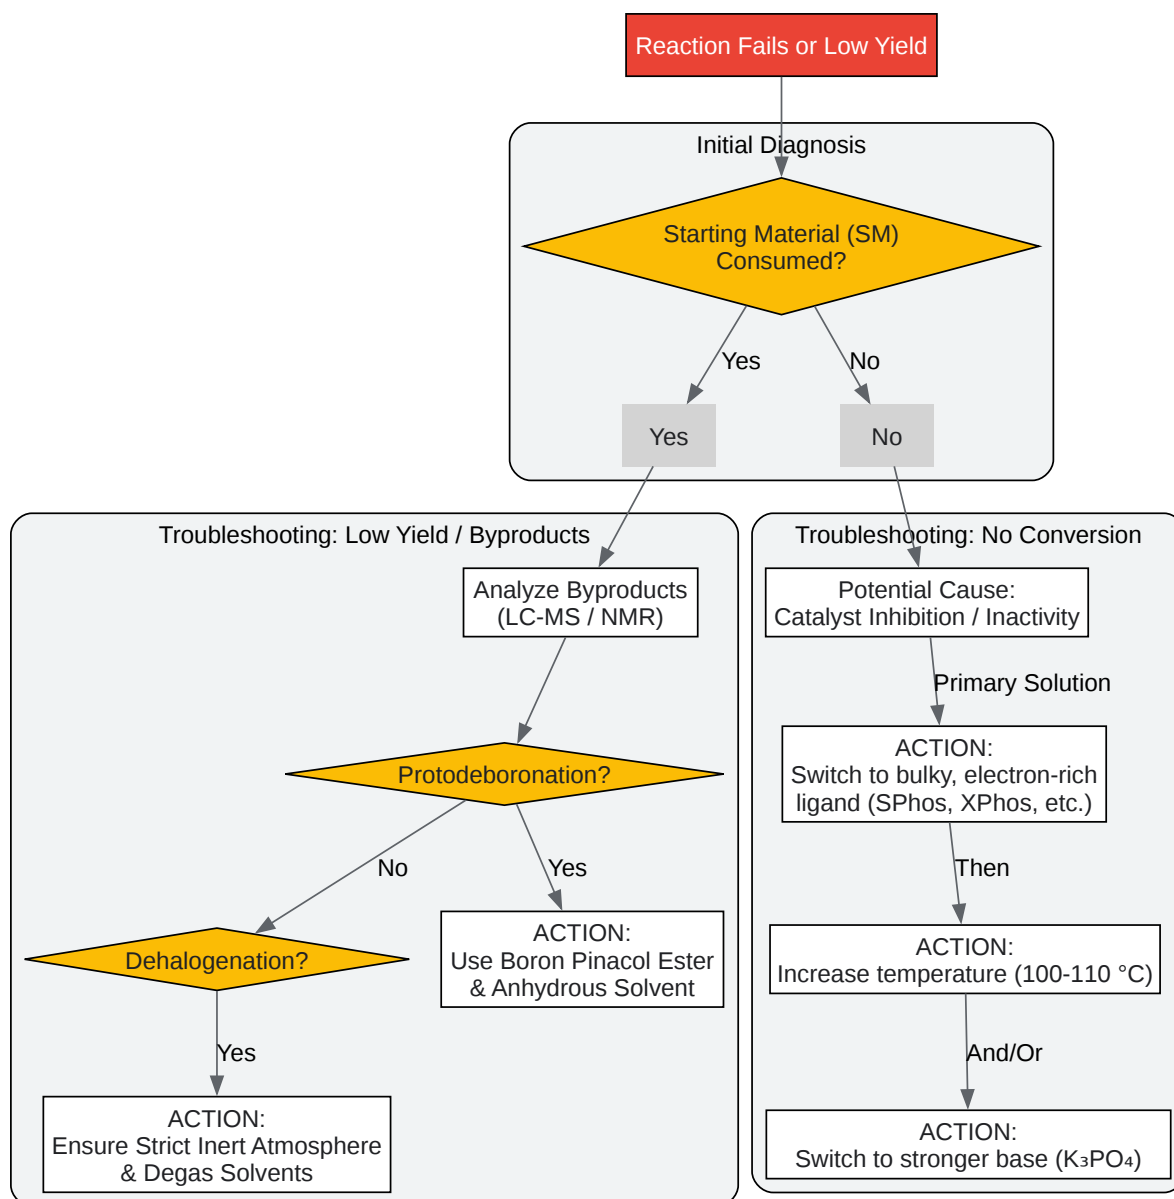 Reaction Fails or Low Yield
Initial Diagnosis
Starting Material (SM)
Consumed?
Yes
No
Yes
No
Troubleshooting: Low Yield / Byproducts
Analyze Byproducts
(LC-MS / NMR)
Protodeboronation?
No
Yes
Dehalogenation?
ACTION:
Use Boron Pinacol Ester
& Anhydrous Solvent
Yes
ACTION:
Ensure Strict Inert Atmosphere
& Degas Solvents
Troubleshooting: No Conversion
Potential Cause:
Catalyst Inhibition / Inactivity
Primary Solution
ACTION:
Switch to bulky, electron-rich
ligand (SPhos, XPhos, etc.)
Then
ACTION:
Increase temperature (100-110 °C)
And/Or
ACTION:
Switch to stronger base (K₃PO₄)